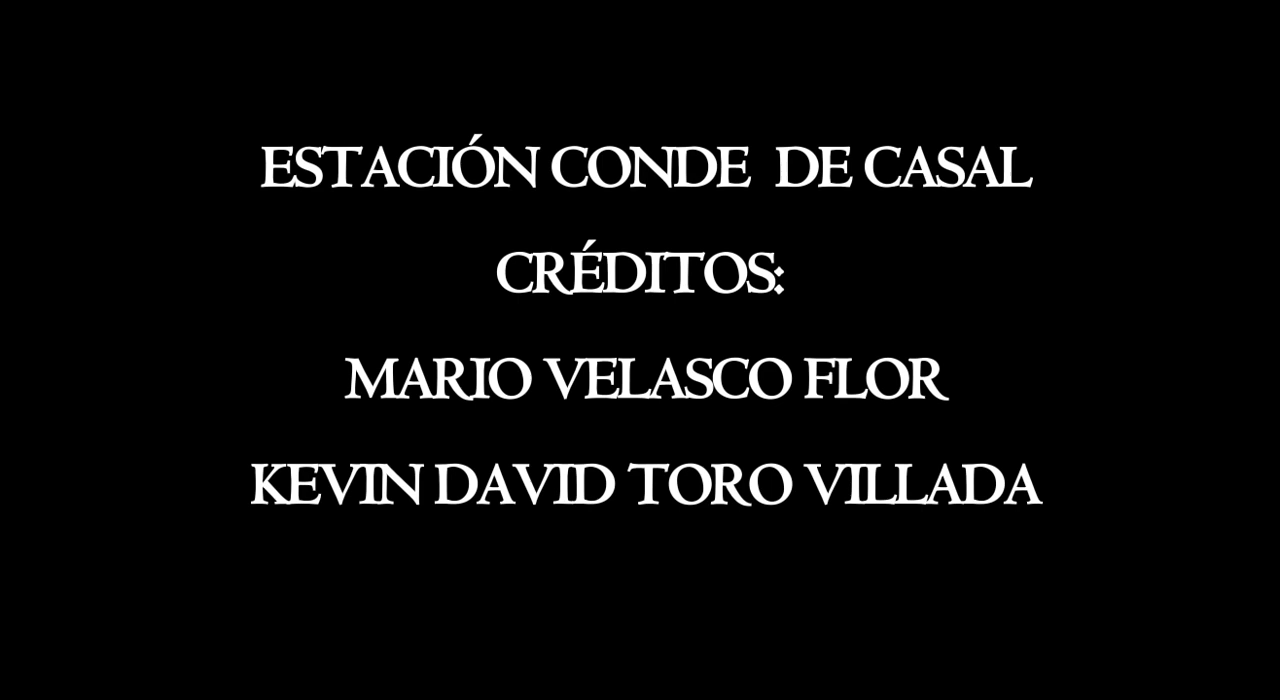 ESTACIÓN CONDE  DE CASAL
CRÉDITOS:
MARIO VELASCO FLOR
KEVIN DAVID TORO VILLADA